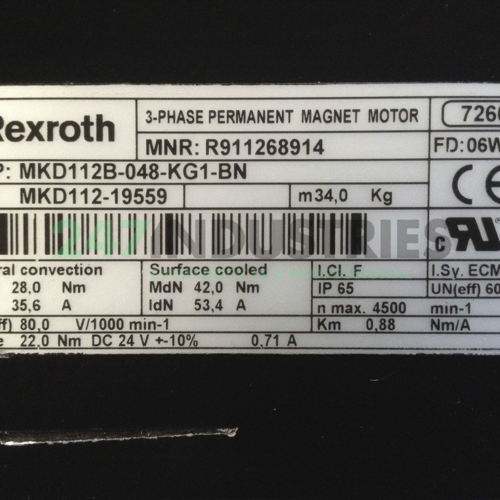 Rexroth 3-PHASE PERMANENT MAGNET MOTOR 7260
MNR: R911268914 FD: 06W
P: MKD112B-048-KG1-BN
MKD112-19559 m 34,0 Kg
CE
247INDUSTRIES
ral convection Surface cooled I.Cl. F I.Sy. ECM
28,0 Nm MdN 42,0 Nm IP 65 UN(eff) 60
35,6 A IdN 53,4 A n max. 4500 min-1
ff) 80,0 V/1000 min-1 Km 0,88 Nm/A
e 22,0 Nm DC 24 V +-10% 0,71 A